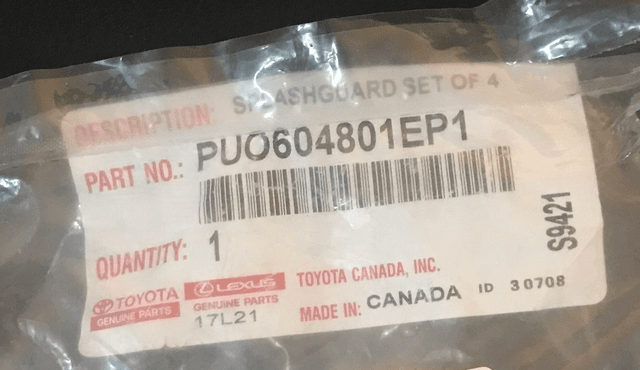 DESCRIPTION: SPLASHGUARD SET OF 4
PART NO.: PUO604801EP1
S9421
QUANTITY: 1
TOYOTA
GENUINE PARTS
LEXUS
GENUINE PARTS
17L21
TOYOTA CANADA, INC.
MADE IN: CANADA ID 30708